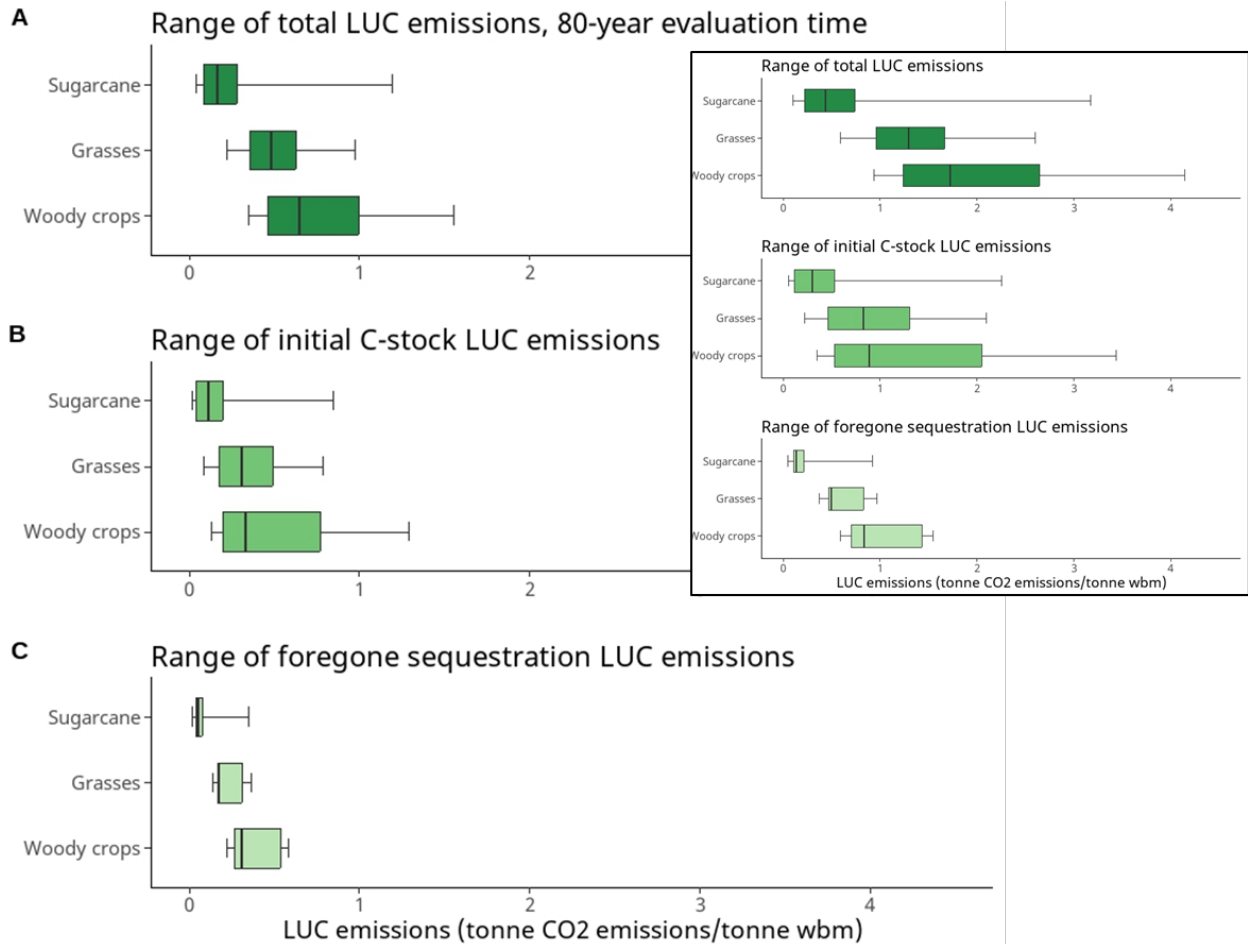 A
Range of total LUC emissions, 80-year evaluation time
Sugarcane
Grasses
Woody crops
0 1 2
B
Range of initial C-stock LUC emissions
Sugarcane
Grasses
Woody crops
0 1 2
C
Range of foregone sequestration LUC emissions
Sugarcane
Grasses
Woody crops
0 1 2 3 4
LUC emissions (tonne CO2 emissions/tonne wbm)
Range of total LUC emissions
Sugarcane
Grasses
Woody crops
0 1 2 3 4
Range of initial C-stock LUC emissions
Sugarcane
Grasses
Woody crops
0 1 2 3 4
Range of foregone sequestration LUC emissions
Sugarcane
Grasses
Woody crops
0 1 2 3 4
LUC emissions (tonne CO2 emissions/tonne wbm)